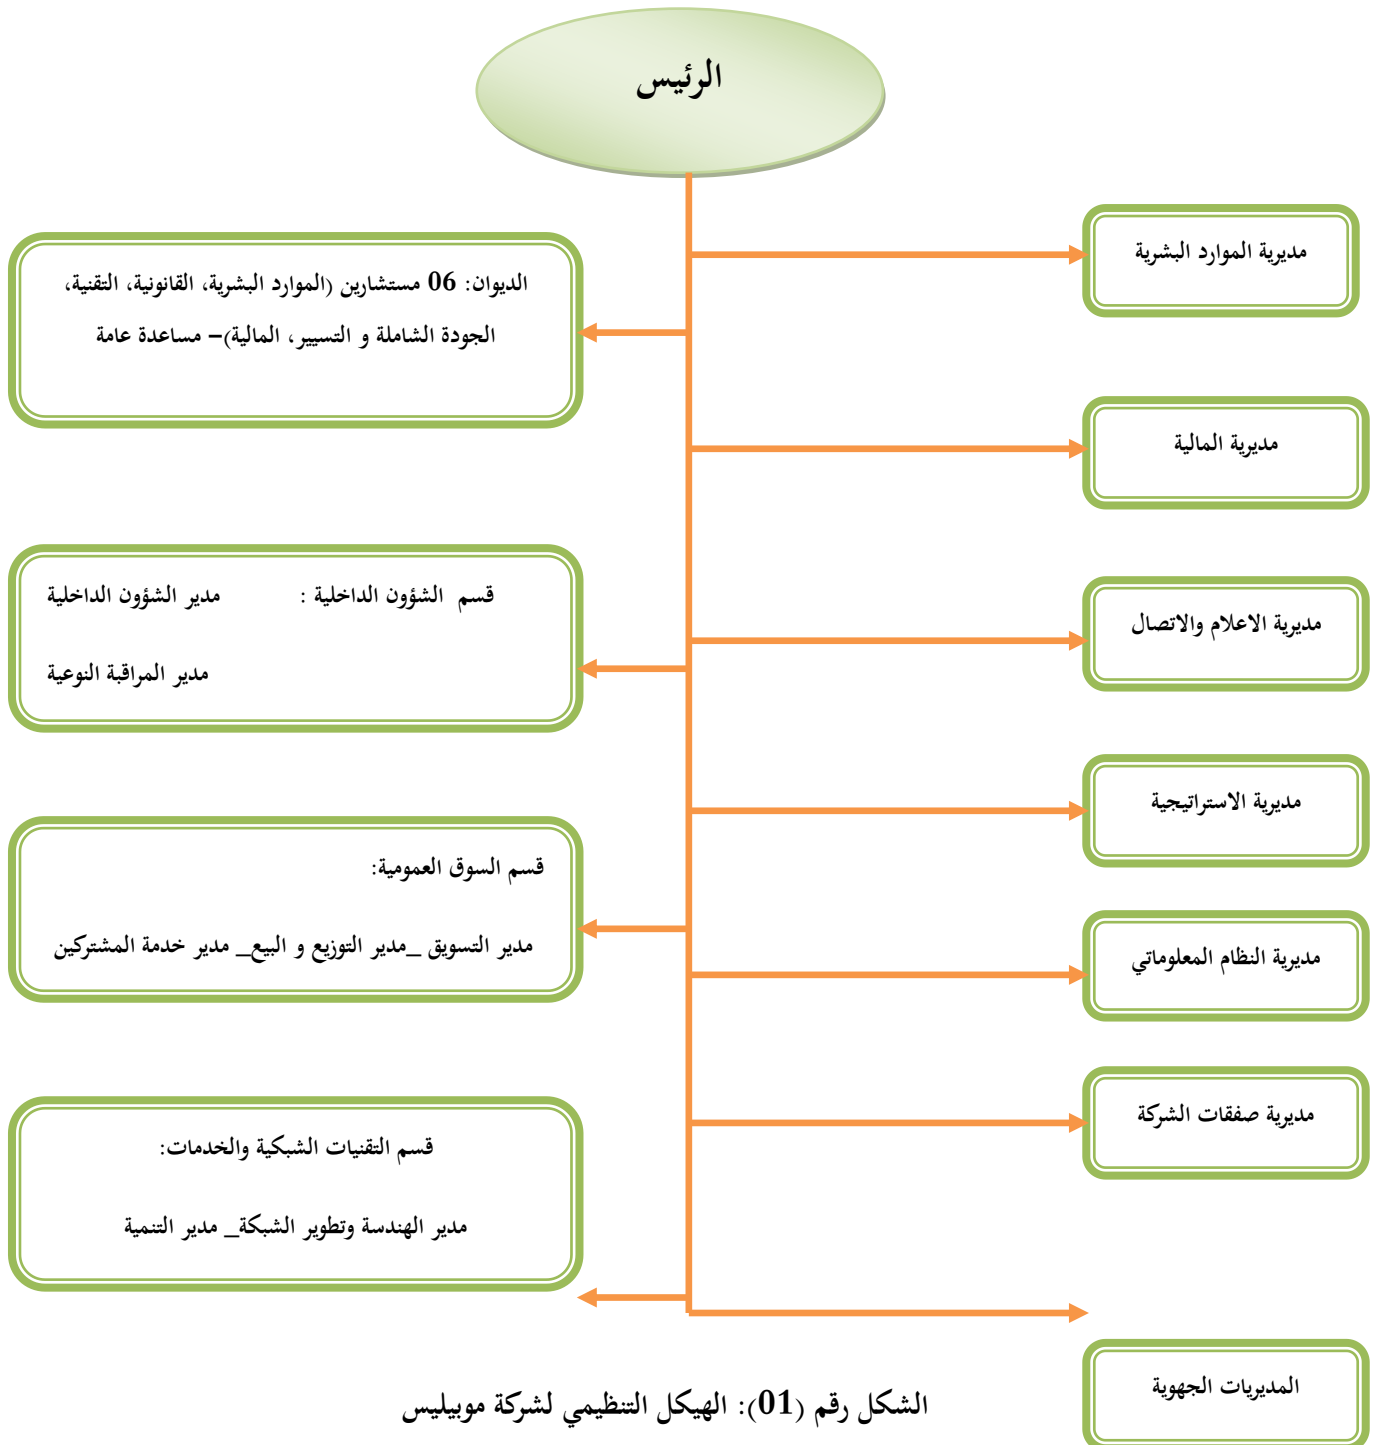 الرئيس
مديرية الموارد البشرية
الديوان: 06 مستشارين (الموارد البشرية، القانونية، التقنية،
الجودة الشاملة و التسيير، المالية)– مساعدة عامة
مديرية المالية
قسم الشؤون الداخلية : مدير الشؤون الداخلية
مدير المراقبة النوعية
مديرية الاعلام والاتصال
مديرية الاستراتيجية
قسم السوق العمومية:
مدير التسويق _مدير التوزيع و البيع_ مدير خدمة المشتركين
مديرية النظام المعلوماتي
مديرية صفقات الشركة
قسم التقنيات الشبكية والخدمات:
مدير الهندسة وتطوير الشبكة_ مدير التنمية
المديريات الجهوية
الشكل رقم (01): الهيكل التنظيمي لشركة موبيليس